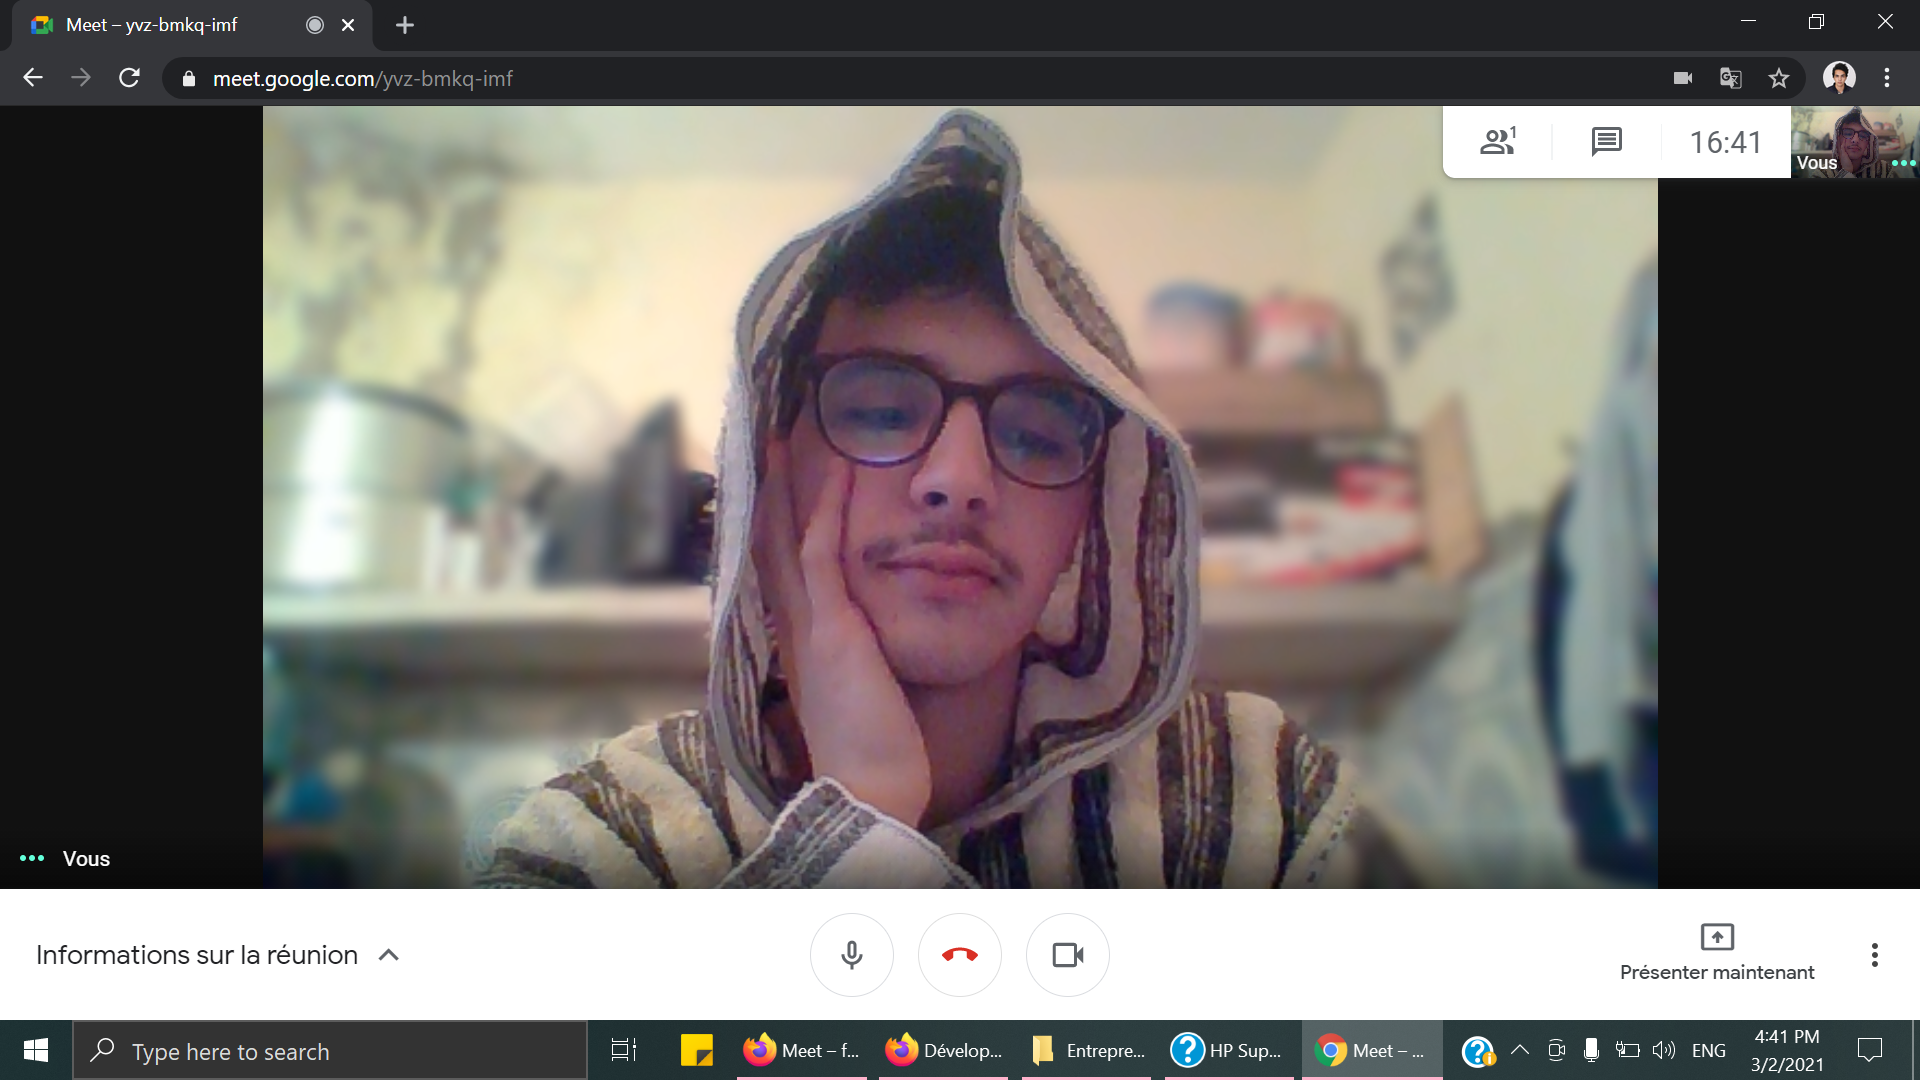 Meet – yvz-bmkq-imf
meet.google.com/yvz-bmkq-imf
1
16:41
Vous
Vous
Informations sur la réunion
Présenter maintenant
Type here to search
Meet – f...
Dévelop...
Entrepre...
HP Sup...
Meet – ...
ENG
4:41 PM
3/2/2021